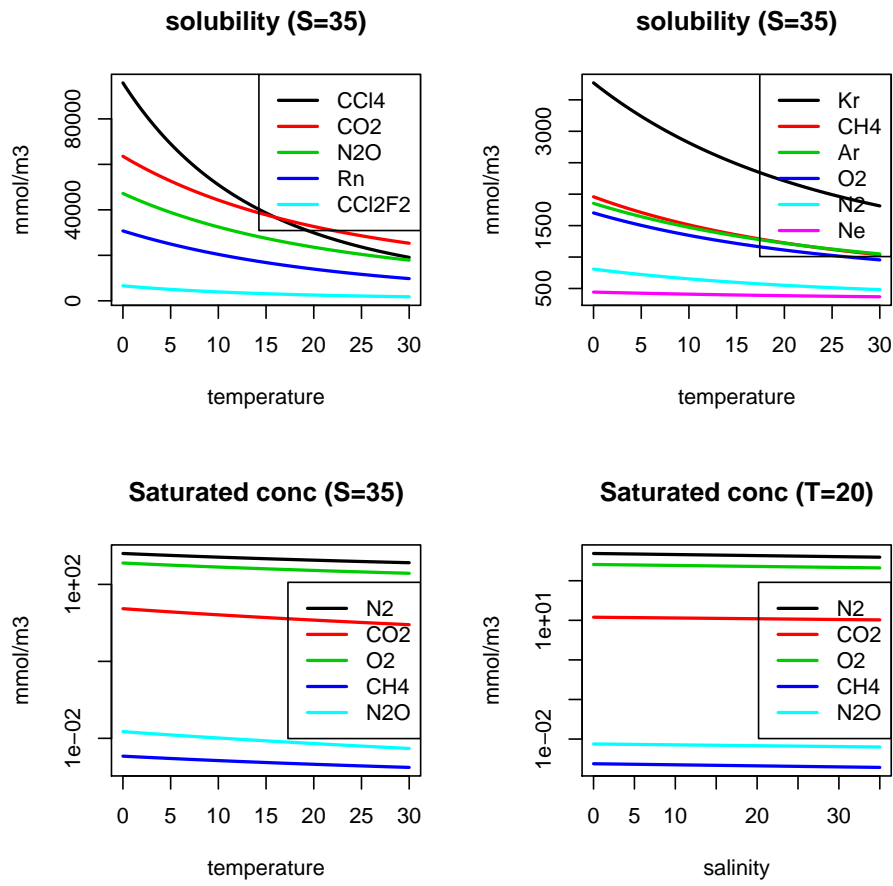 solubility (S=35)
mmol/m3
80000
40000
0
CCl4
CO2
N2O
Rn
CCl2F2
0 5 10 15 20 25 30
temperature
solubility (S=35)
mmol/m3
3000
1500
500
Kr
CH4
Ar
O2
N2
Ne
0 5 10 15 20 25 30
temperature
Saturated conc (S=35)
mmol/m3
1e+02
1e−02
N2
CO2
O2
CH4
N2O
0 5 10 15 20 25 30
temperature
Saturated conc (T=20)
mmol/m3
1e+01
1e−02
N2
CO2
O2
CH4
N2O
0 5 10 20 30
salinity